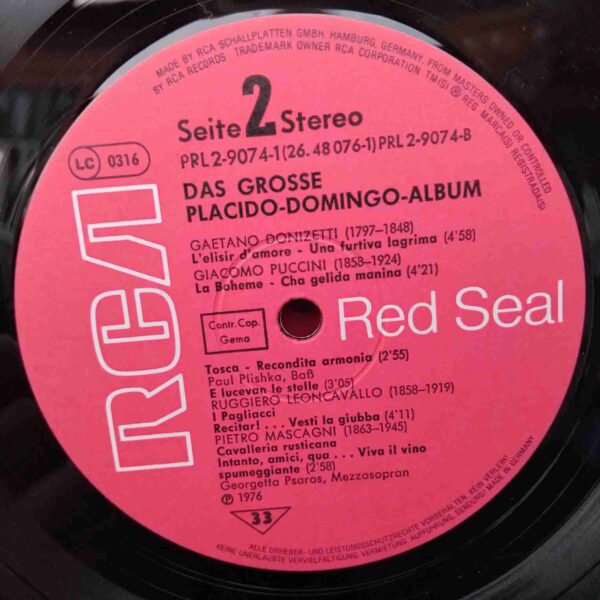 MADE BY RCA SCHALLPLATTEN GMBH, HAMBURG, GERMANY, FROM MASTERS OWNED OR CONTROLLED
BY RCA RECORDS TRADEMARK OWNER RCA CORPORATION TM(S) ® REG. MARCA(S) REGISTRADA(S)
Seite 2 Stereo
PRL 2-9074-1 (26. 48 076-1) PRL 2-9074-B
LC 0316
DAS GROSSE
PLACIDO-DOMINGO-ALBUM
GAETANO DONIZETTI (1797–1848)
L'elisir d'amore - Una furtiva lagrima (4'58)
GIACOMO PUCCINI (1858–1924)
La Boheme - Cha gelida manina (4'21)
RCA
Contr. Cop.
Gema
Red Seal
Tosca - Recondita armonia (2'55)
Paul Plishka, Baß
E lucevan le stelle (3'05)
RUGGIERO LEONCAVALLO (1858–1919)
I Pagliacci
Recitar! . . . Vesti la giubba (4'11)
PIETRO MASCAGNI (1863–1945)
Cavalleria rusticana
Intanto, amici, qua . . . Viva il vino
spumeggiante (2'58)
Georgetta Psaros, Mezzosopran
℗ 1976
33
ALLE URHEBER- UND LEISTUNGSSCHUTZRECHTE VORBEHALTEN. KEIN VERLEIH!
KEINE UNERLAUBTE VERVIELFÄLTIGUNG, VERMIETUNG, AUFFÜHRUNG, SENDUNG! MADE IN GERMANY